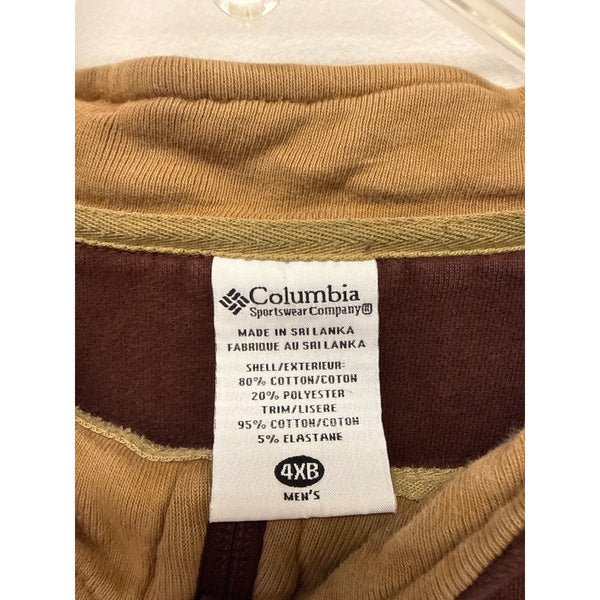 Columbia
Sportswear Company®
MADE IN SRI LANKA
FABRIQUE AU SRI LANKA
SHELL/EXTERIEUR:
80% COTTON/COTON
20% POLYESTER
TRIM/LISERE
95% COTTON/COTON
5% ELASTANE
4XB
MEN'S